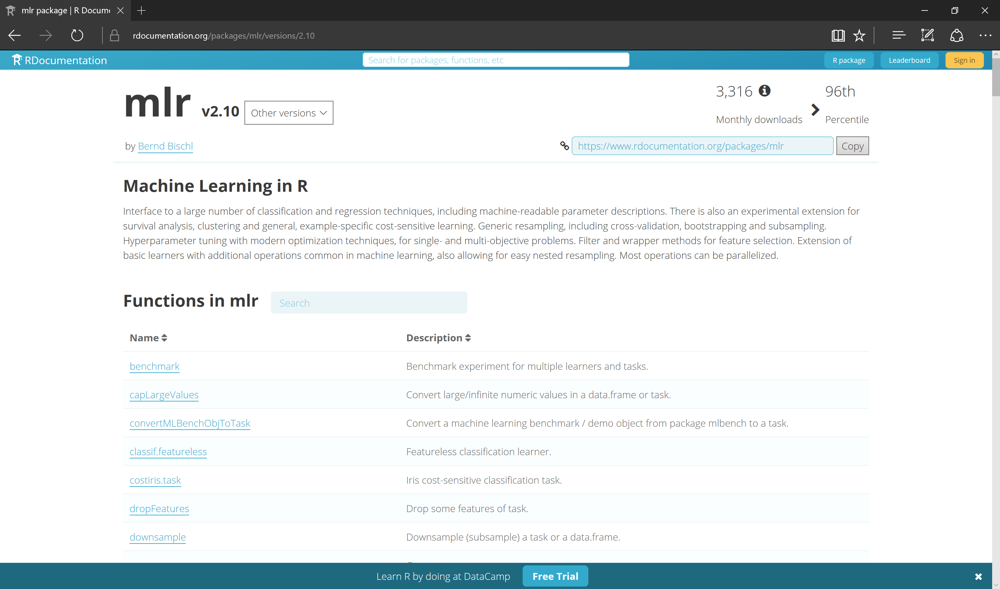 mlr package | R Docum
rdocumentation.org/packages/mlr/versions/2.10
RDocumentation
Search for packages, functions, etc
R package
Leaderboard
Sign in
mlr v2.10
Other versions
3,316
96th
Monthly downloads
Percentile
by Bernd Bischl
https://www.rdocumentation.org/packages/mlr
Copy
Machine Learning in R
Interface to a large number of classification and regression techniques, including machine-readable parameter descriptions. There is also an experimental extension for
survival analysis, clustering and general, example-specific cost-sensitive learning. Generic resampling, including cross-validation, bootstrapping and subsampling.
Hyperparameter tuning with modern optimization techniques, for single- and multi-objective problems. Filter and wrapper methods for feature selection. Extension of
basic learners with additional operations common in machine learning, also allowing for easy nested resampling. Most operations can be parallelized.
Functions in mlr
Search
Name Description
benchmark Benchmark experiment for multiple learners and tasks.
capLargeValues Convert large/infinite numeric values in a data.frame or task.
convertMLBenchObjToTask Convert a machine learning benchmark / demo object from package mlbench to a task.
classif.featureless Featureless classification learner.
costiris.task Iris cost-sensitive classification task.
dropFeatures Drop some features of task.
downsample Downsample (subsample) a task or a data.frame.
Learn R by doing at DataCamp
Free Trial